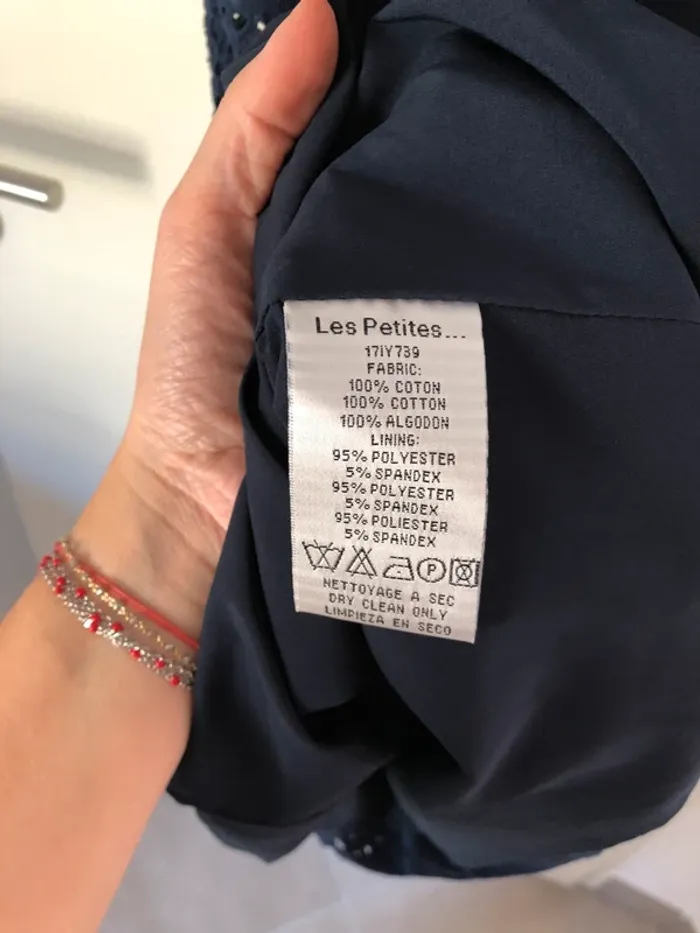 Les Petites...
17IY739
FABRIC:
100% COTON
100% COTTON
100% ALGODON
LINING:
95% POLYESTER
5% SPANDEX
95% POLYESTER
5% SPANDEX
95% POLIESTER
5% SPANDEX
P
NETTOYAGE A SEC
DRY CLEAN ONLY
LIMPIEZA EN SECO